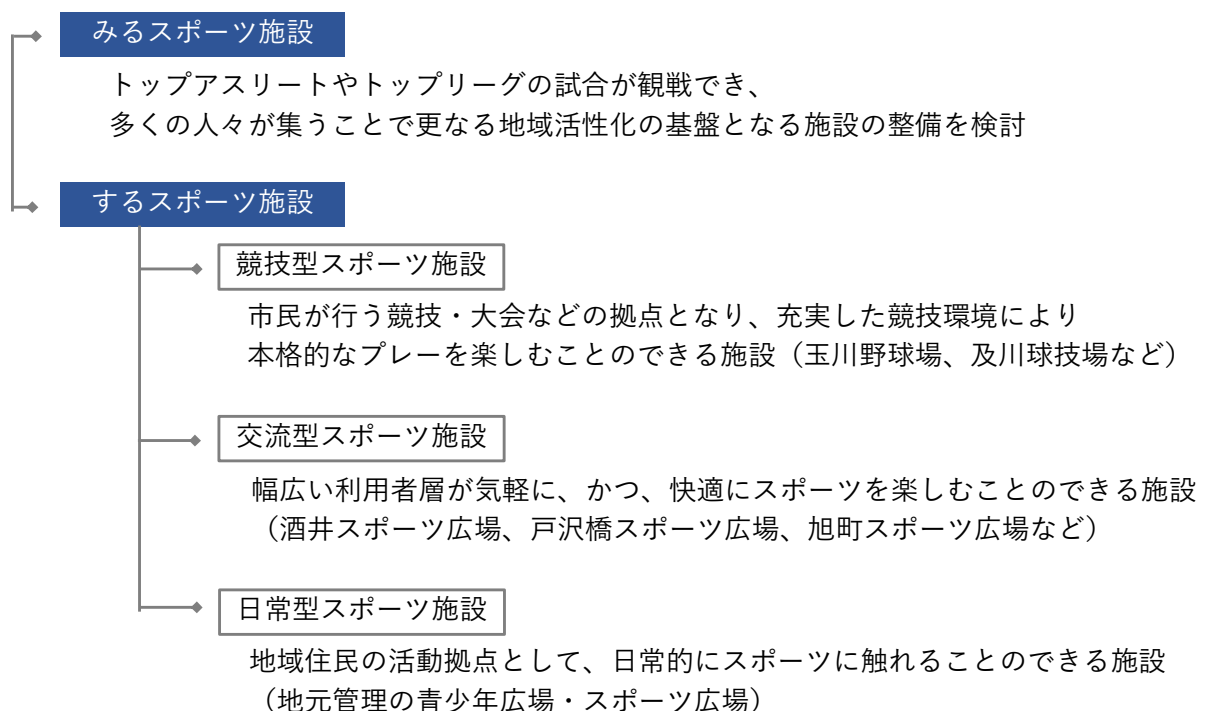 みるスポーツ施設
トップアスリートやトップリーグの試合が観戦でき、
多くの人々が集うことで更なる地域活性化の基盤となる施設の整備を検討
するスポーツ施設
競技型スポーツ施設
市民が行う競技・大会などの拠点となり、充実した競技環境により
本格的なプレーを楽しむことのできる施設（玉川野球場、及川球技場など）
交流型スポーツ施設
幅広い利用者層が気軽に、かつ、快適にスポーツを楽しむことのできる施設
（酒井スポーツ広場、戸沢橋スポーツ広場、旭町スポーツ広場など）
日常型スポーツ施設
地域住民の活動拠点として、日常的にスポーツに触れることのできる施設
（地元管理の青少年広場・スポーツ広場）